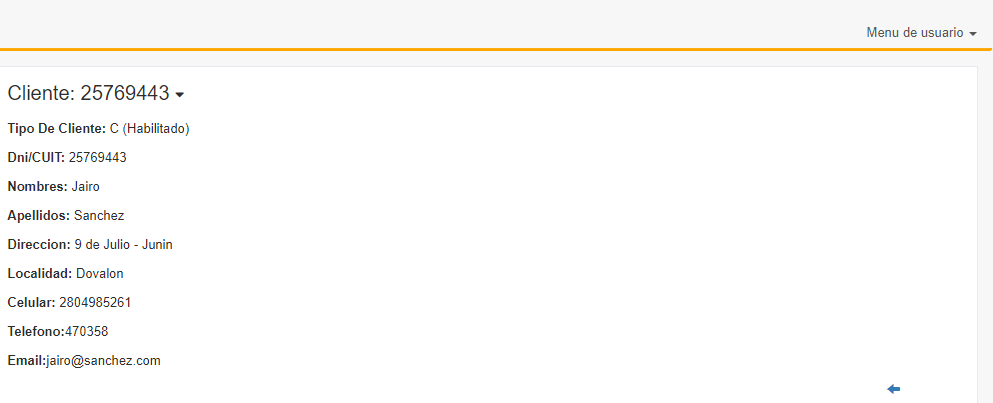 Menu de usuario
Cliente: 25769443
Tipo De Cliente: C (Habilitado)
Dni/CUIT: 25769443
Nombres: Jairo
Apellidos: Sanchez
Direccion: 9 de Julio - Junin
Localidad: Dovalon
Celular: 2804985261
Telefono:470358
Email:jairo@sanchez.com